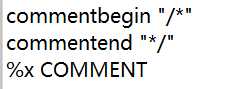 commentbegin "/*"
commentend "*/"
%x COMMENT